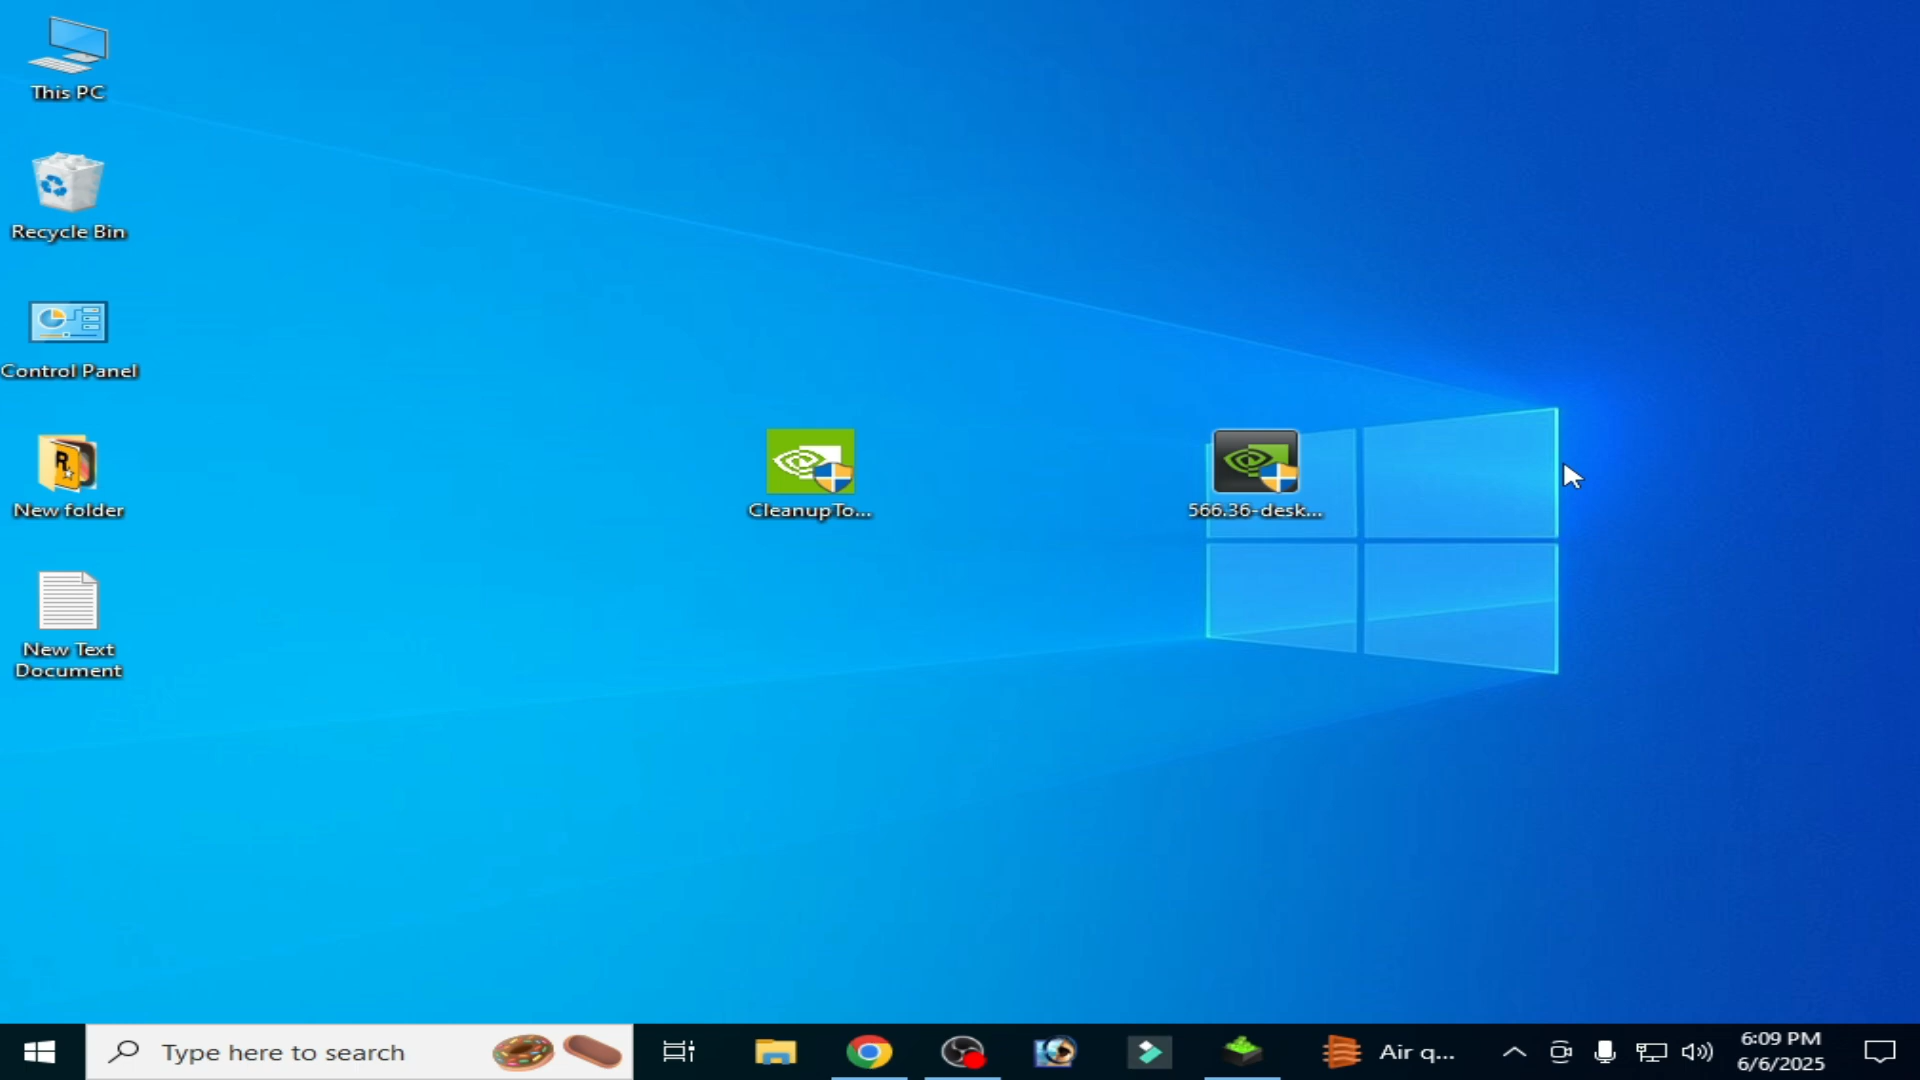 This PC
Recycle Bin
Control Panel
New folder
New Text
Document
CleanupTo...
566.36-desk...
Type here to search
Air q...
6:09 PM
6/6/2025